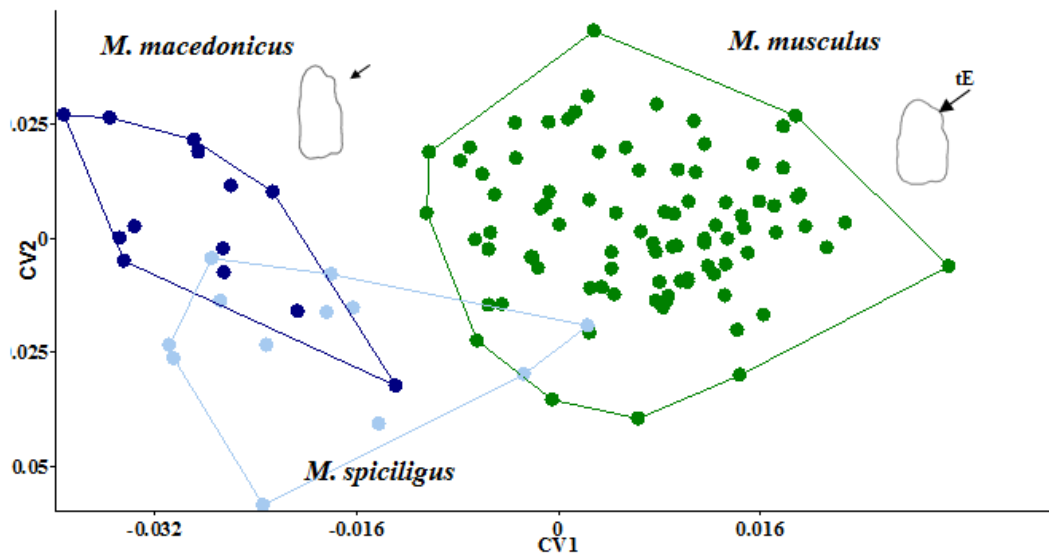 M. macedonicus
M. musculus
tE
.025
0
CV2
.025
M. spiciligus
0.05
-0.032
-0.016
0
0.016
CV1